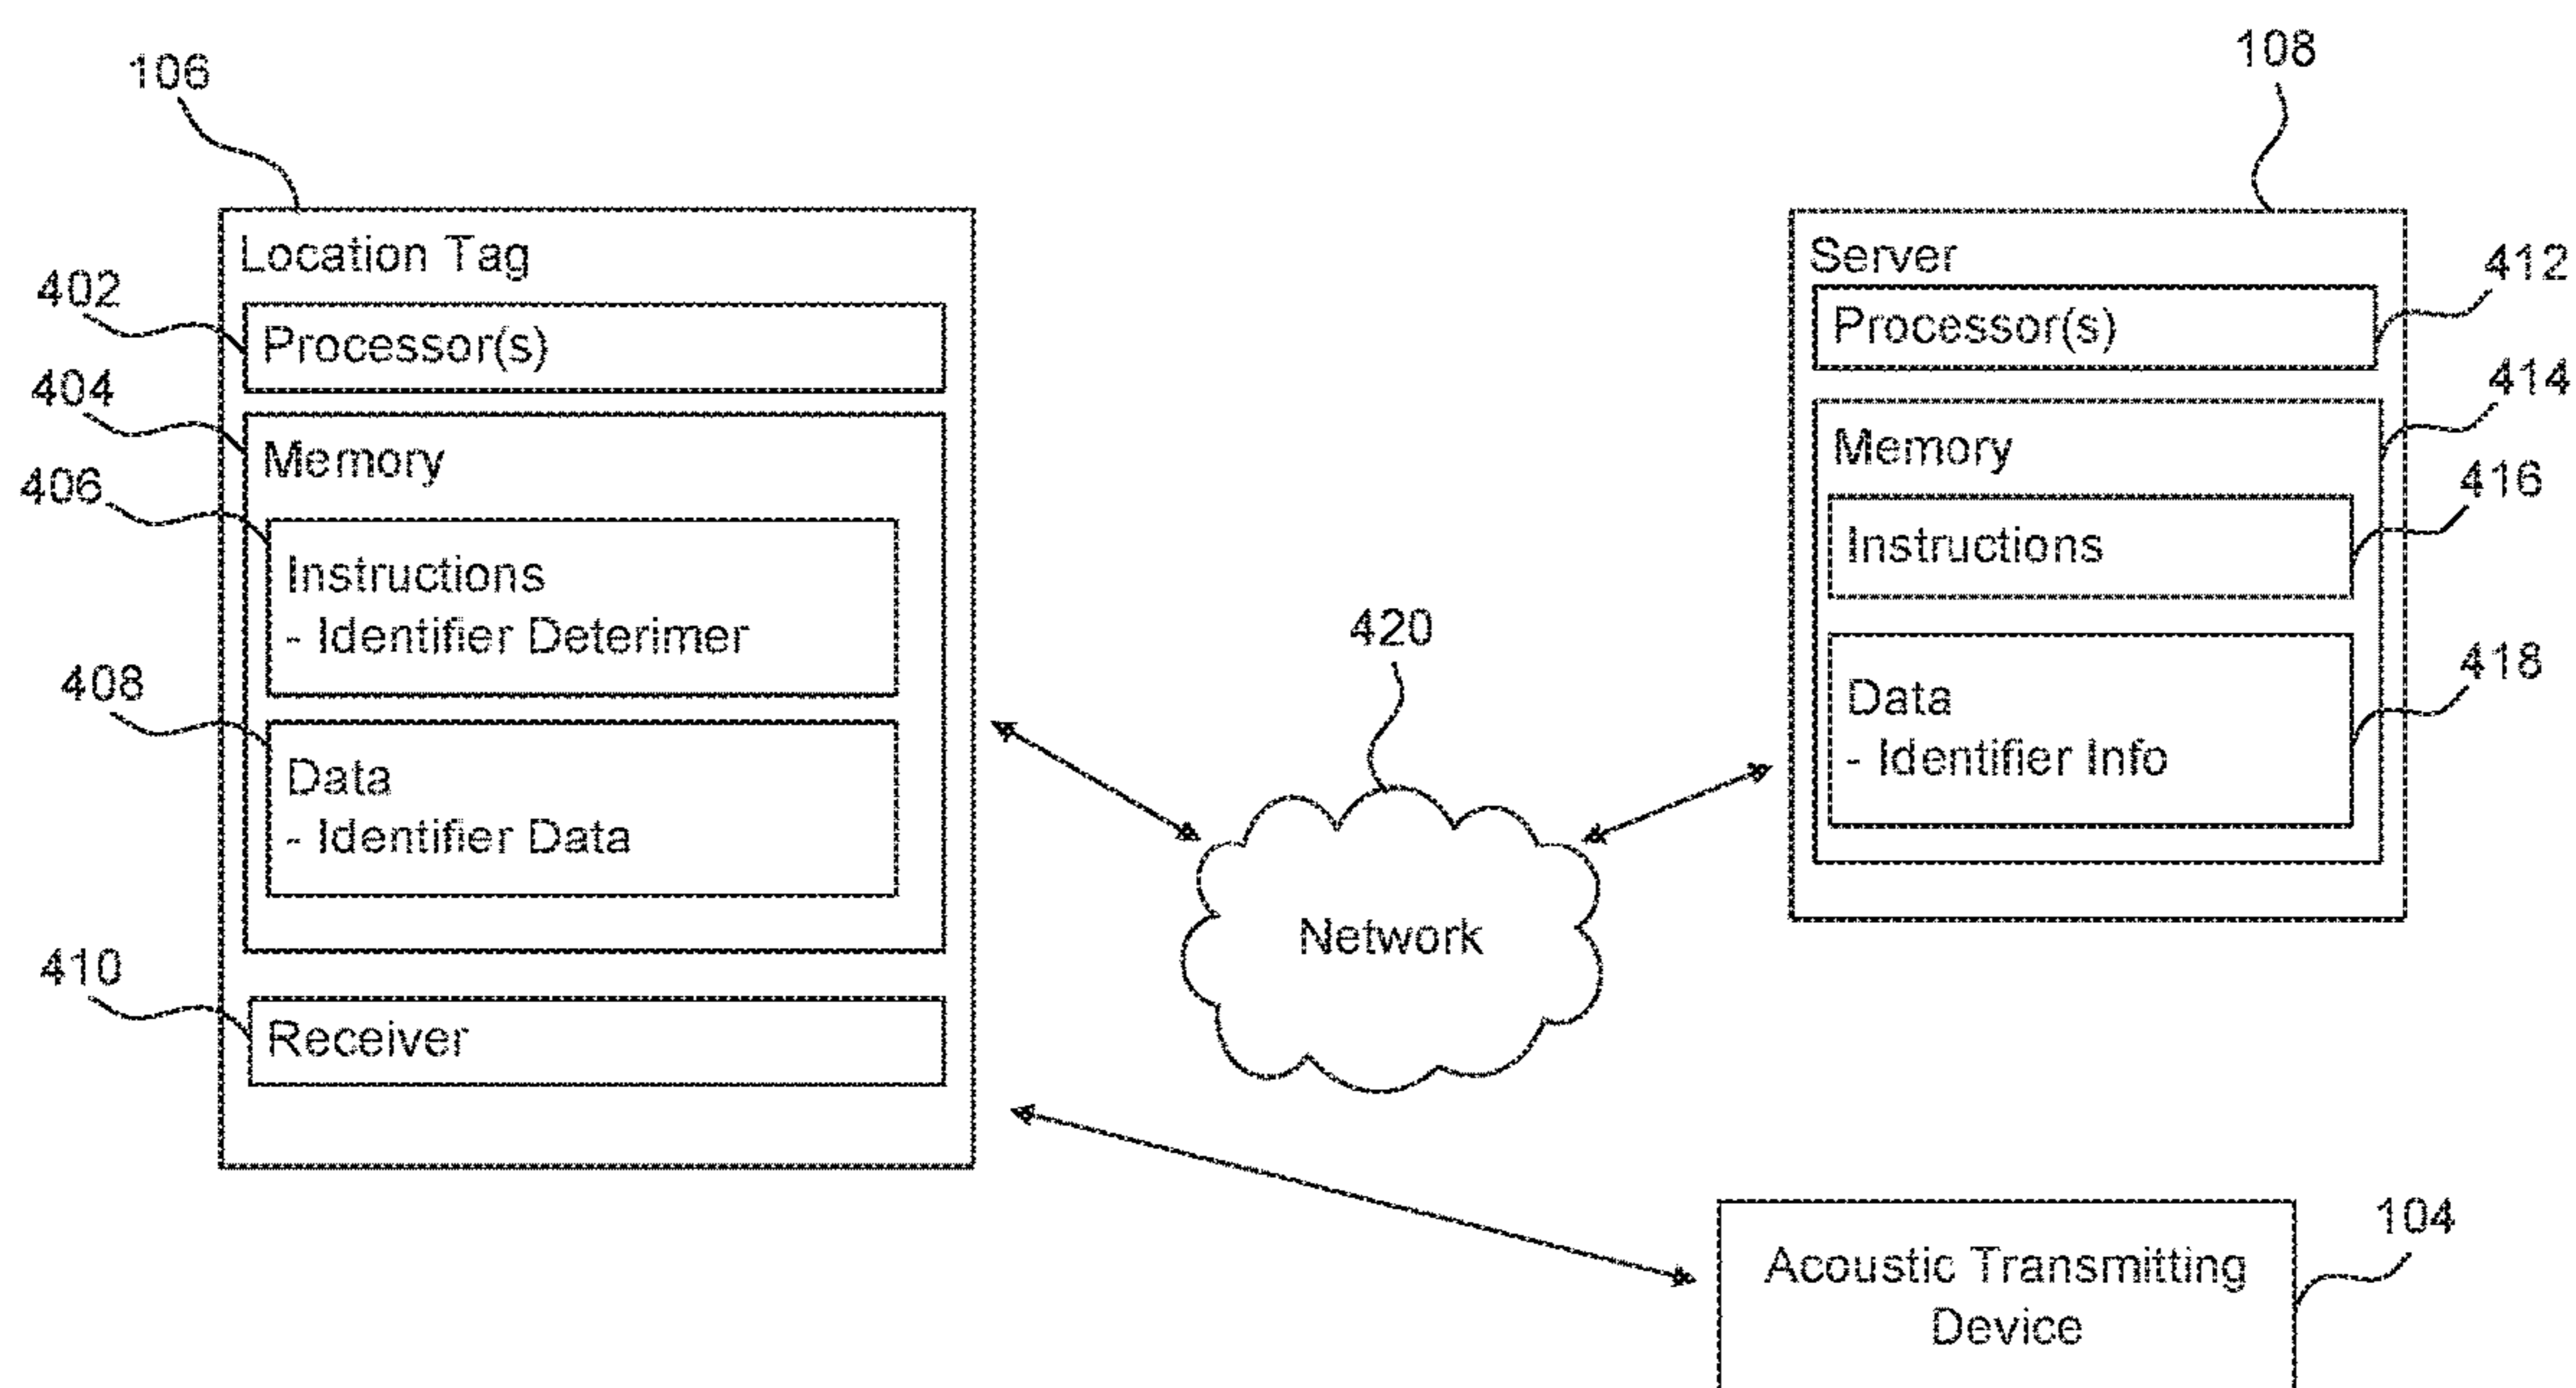 106
108
Location Tag
Server
402
412
Processor(s)
Processor(s)
404
414
Memory
Memory
406
416
Instructions
- Identifier Deterimer
Instructions
408
418
Data
- Identifier Data
Data
- Identifier Info
420
Network
410
Receiver
104
Acoustic Transmitting
Device